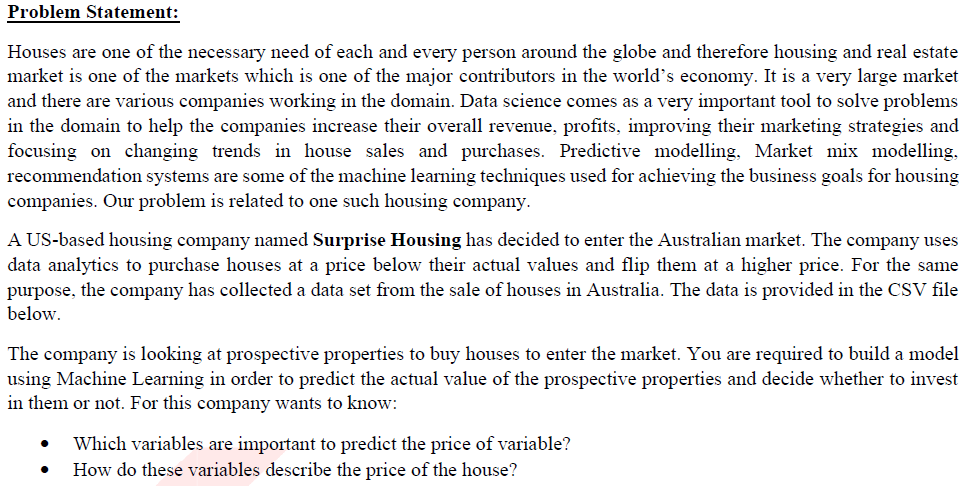 Problem Statement:
Houses are one of the necessary need of each and every person around the globe and therefore housing and real estate
market is one of the markets which is one of the major contributors in the world’s economy. It is a very large market
and there are various companies working in the domain. Data science comes as a very important tool to solve problems
in the domain to help the companies increase their overall revenue, profits, improving their marketing strategies and
focusing on changing trends in house sales and purchases. Predictive modelling, Market mix modelling,
recommendation systems are some of the machine learning techniques used for achieving the business goals for housing
companies. Our problem is related to one such housing company.
A US-based housing company named Surprise Housing has decided to enter the Australian market. The company uses
data analytics to purchase houses at a price below their actual values and flip them at a higher price. For the same
purpose, the company has collected a data set from the sale of houses in Australia. The data is provided in the CSV file
below.
The company is looking at prospective properties to buy houses to enter the market. You are required to build a model
using Machine Learning in order to predict the actual value of the prospective properties and decide whether to invest
in them or not. For this company wants to know:
• Which variables are important to predict the price of variable?
• How do these variables describe the price of the house?